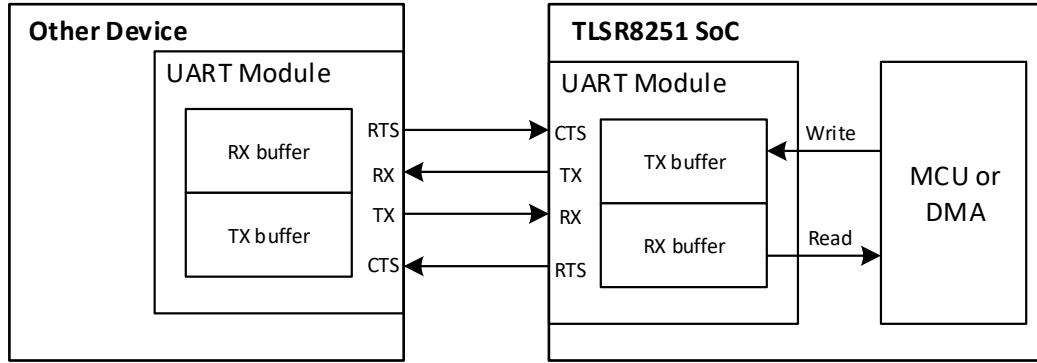 Other Device
UART Module
RX buffer
TX buffer
RTS
RX
TX
CTS
TLSR8251 SoC
UART Module
CTS
TX
RX
RTS
TX buffer
RX buffer
Write
Read
MCU or
DMA